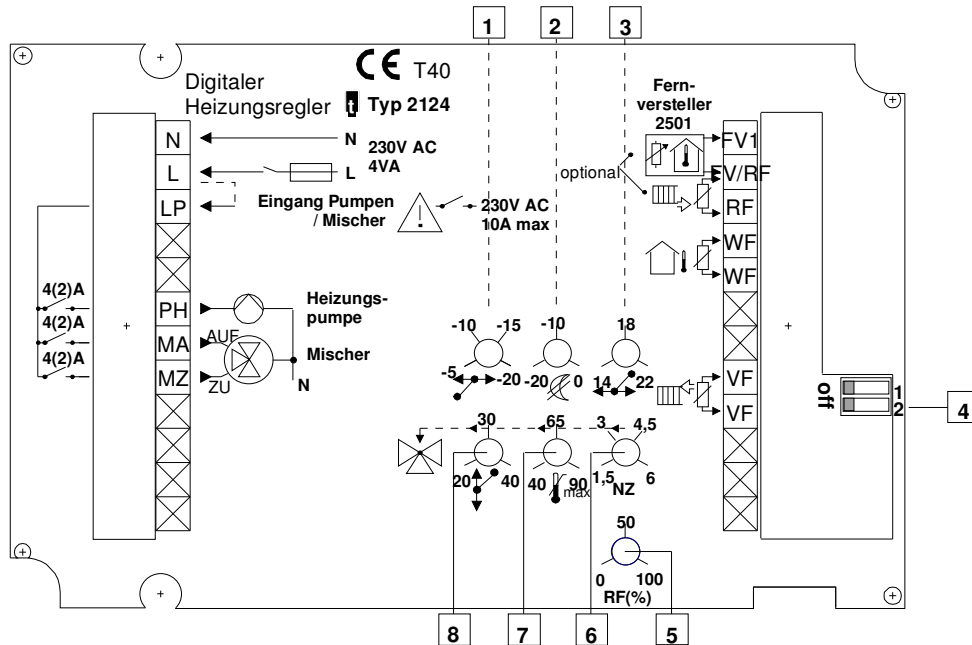 1 2 3
CE T40
Digitaler
Heizungsregler t Typ 2124
Fern-
versteller
2501
N N
230V AC
4VA
L L
LP
Eingang Pumpen
/ Mischer
230V AC
10A max
optional
FV1
FV/RF
RF
WF
WF
4(2)A
4(2)A
4(2)A
PH
MA
MZ
AUF
ZU
Heizungs-
pumpe
Mischer
N
-10 -15
-5 -20
-10
-20 0
18
14 22
VF
VF
off
1
2
4
30
20 40
65
40 90
max
3 4,5
1,5 6
NZ
50
0 100
RF(%)
8 7 6 5